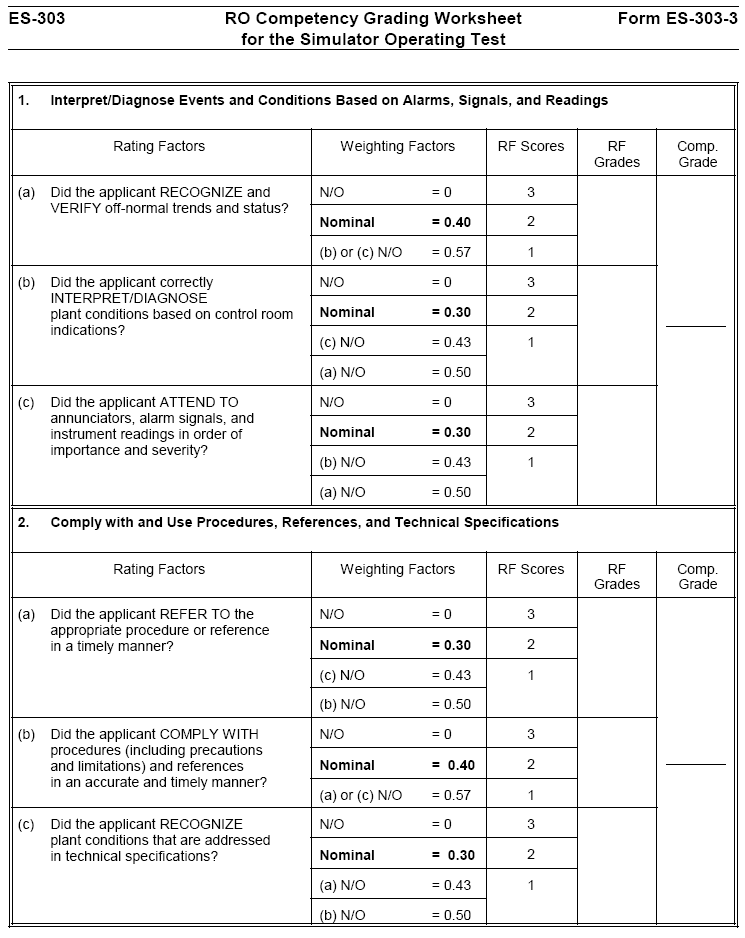 ES-303 RO Competency Grading Worksheet Form ES-303-3
for the Simulator Operating Test
1. Interpret/Diagnose Events and Conditions Based on Alarms, Signals, and Readings
Rating Factors Weighting Factors RF Scores RF Grades Comp. Grade
(a) Did the applicant RECOGNIZE and
VERIFY off-normal trends and status?
N/O = 0 3
Nominal = 0.40 2
(b) or (c) N/O = 0.57 1
(b) Did the applicant correctly
INTERPRET/DIAGNOSE
plant conditions based on control room
indications?
N/O = 0 3
Nominal = 0.30 2
(c) N/O = 0.43 1
(a) N/O = 0.50
(c) Did the applicant ATTEND TO
annunciators, alarm signals, and
instrument readings in order of
importance and severity?
N/O = 0 3
Nominal = 0.30 2
(b) N/O = 0.43 1
(a) N/O = 0.50
2. Comply with and Use Procedures, References, and Technical Specifications
Rating Factors Weighting Factors RF Scores RF Grades Comp. Grade
(a) Did the applicant REFER TO the
appropriate procedure or reference
in a timely manner?
N/O = 0 3
Nominal = 0.30 2
(c) N/O = 0.43 1
(b) N/O = 0.50
(b) Did the applicant COMPLY WITH
procedures (including precautions
and limitations) and references
in an accurate and timely manner?
N/O = 0 3
Nominal = 0.40 2
(a) or (c) N/O = 0.57 1
(c) Did the applicant RECOGNIZE
plant conditions that are addressed
in technical specifications?
N/O = 0 3
Nominal = 0.30 2
(a) N/O = 0.43 1
(b) N/O = 0.50